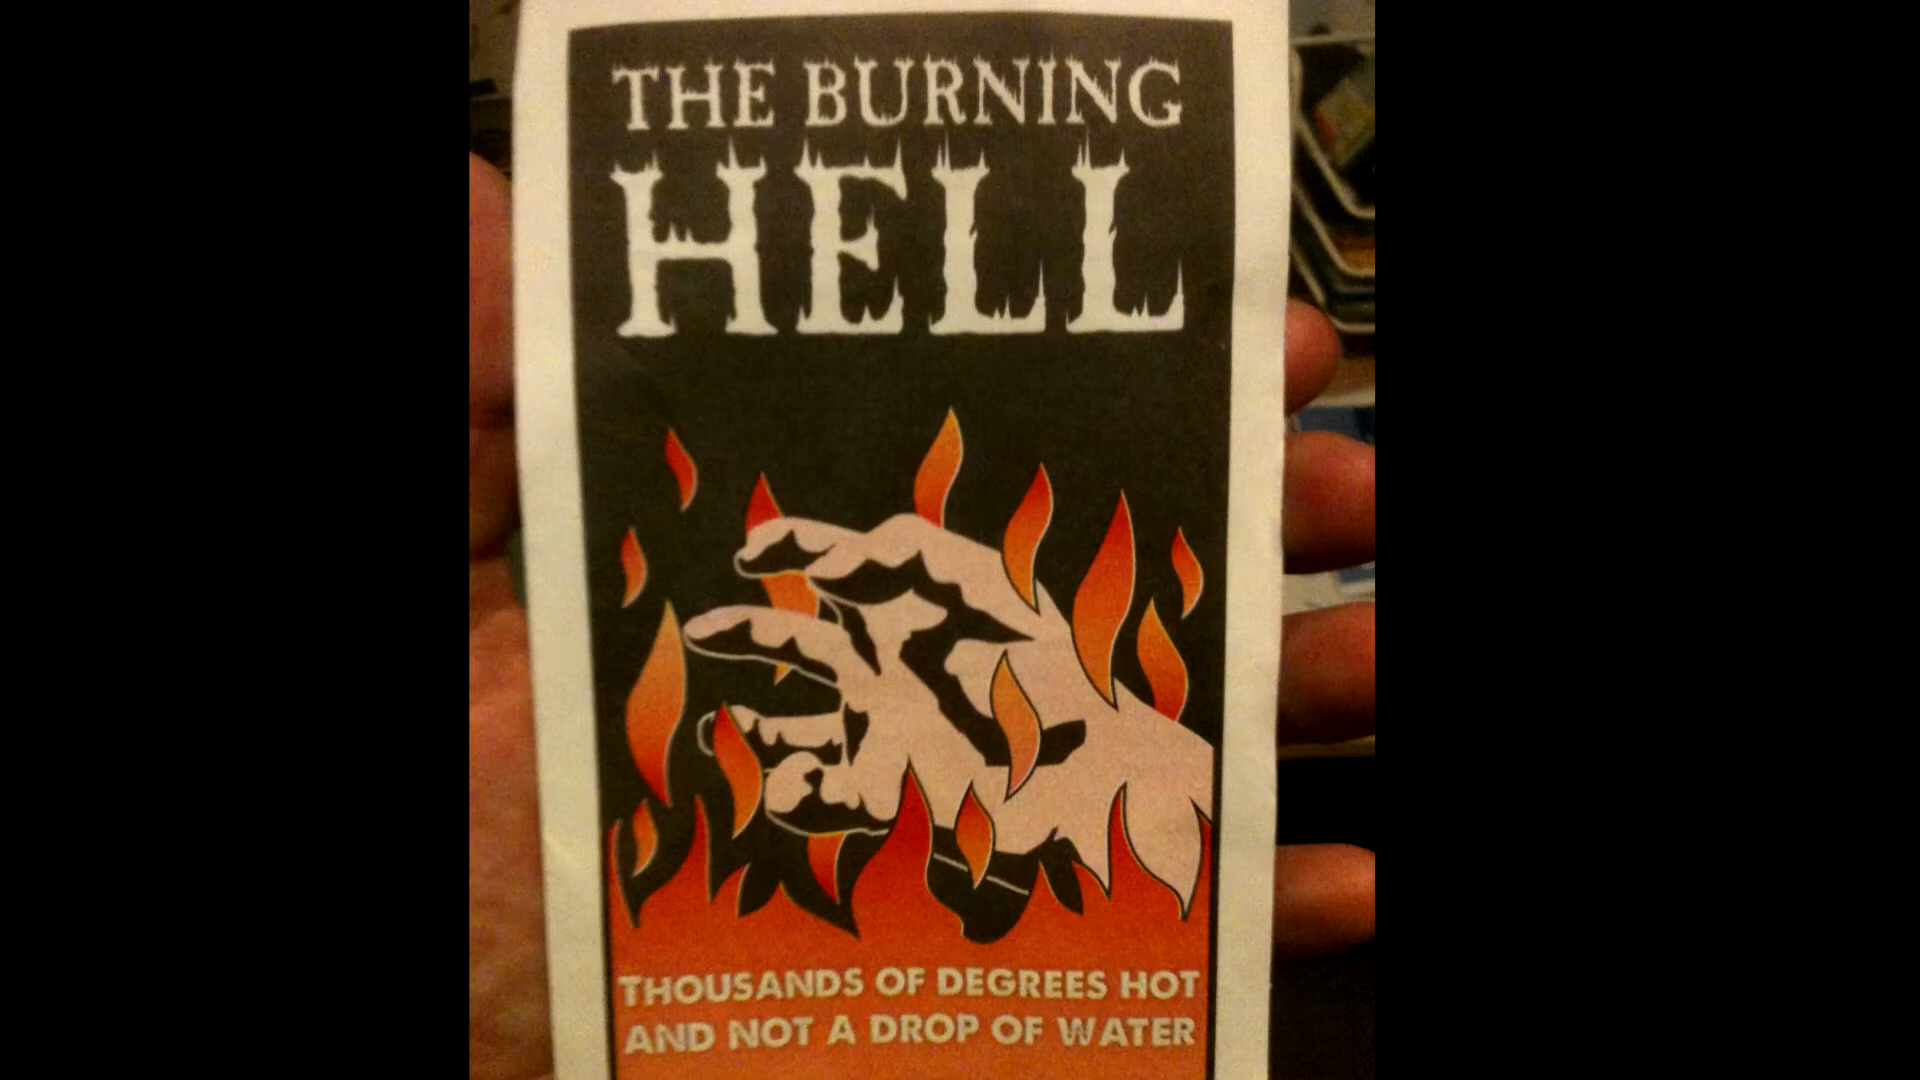 THE BURNING
HELL
THOUSANDS OF DEGREES HOT
AND NOT A DROP OF WATER